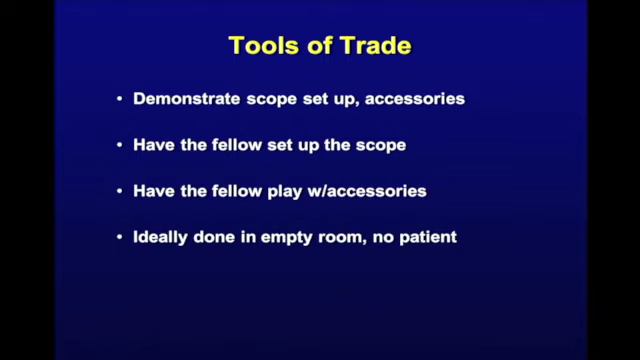 Tools of Trade
• Demonstrate scope set up, accessories
• Have the fellow set up the scope
• Have the fellow play w/accessories
• Ideally done in empty room, no patient